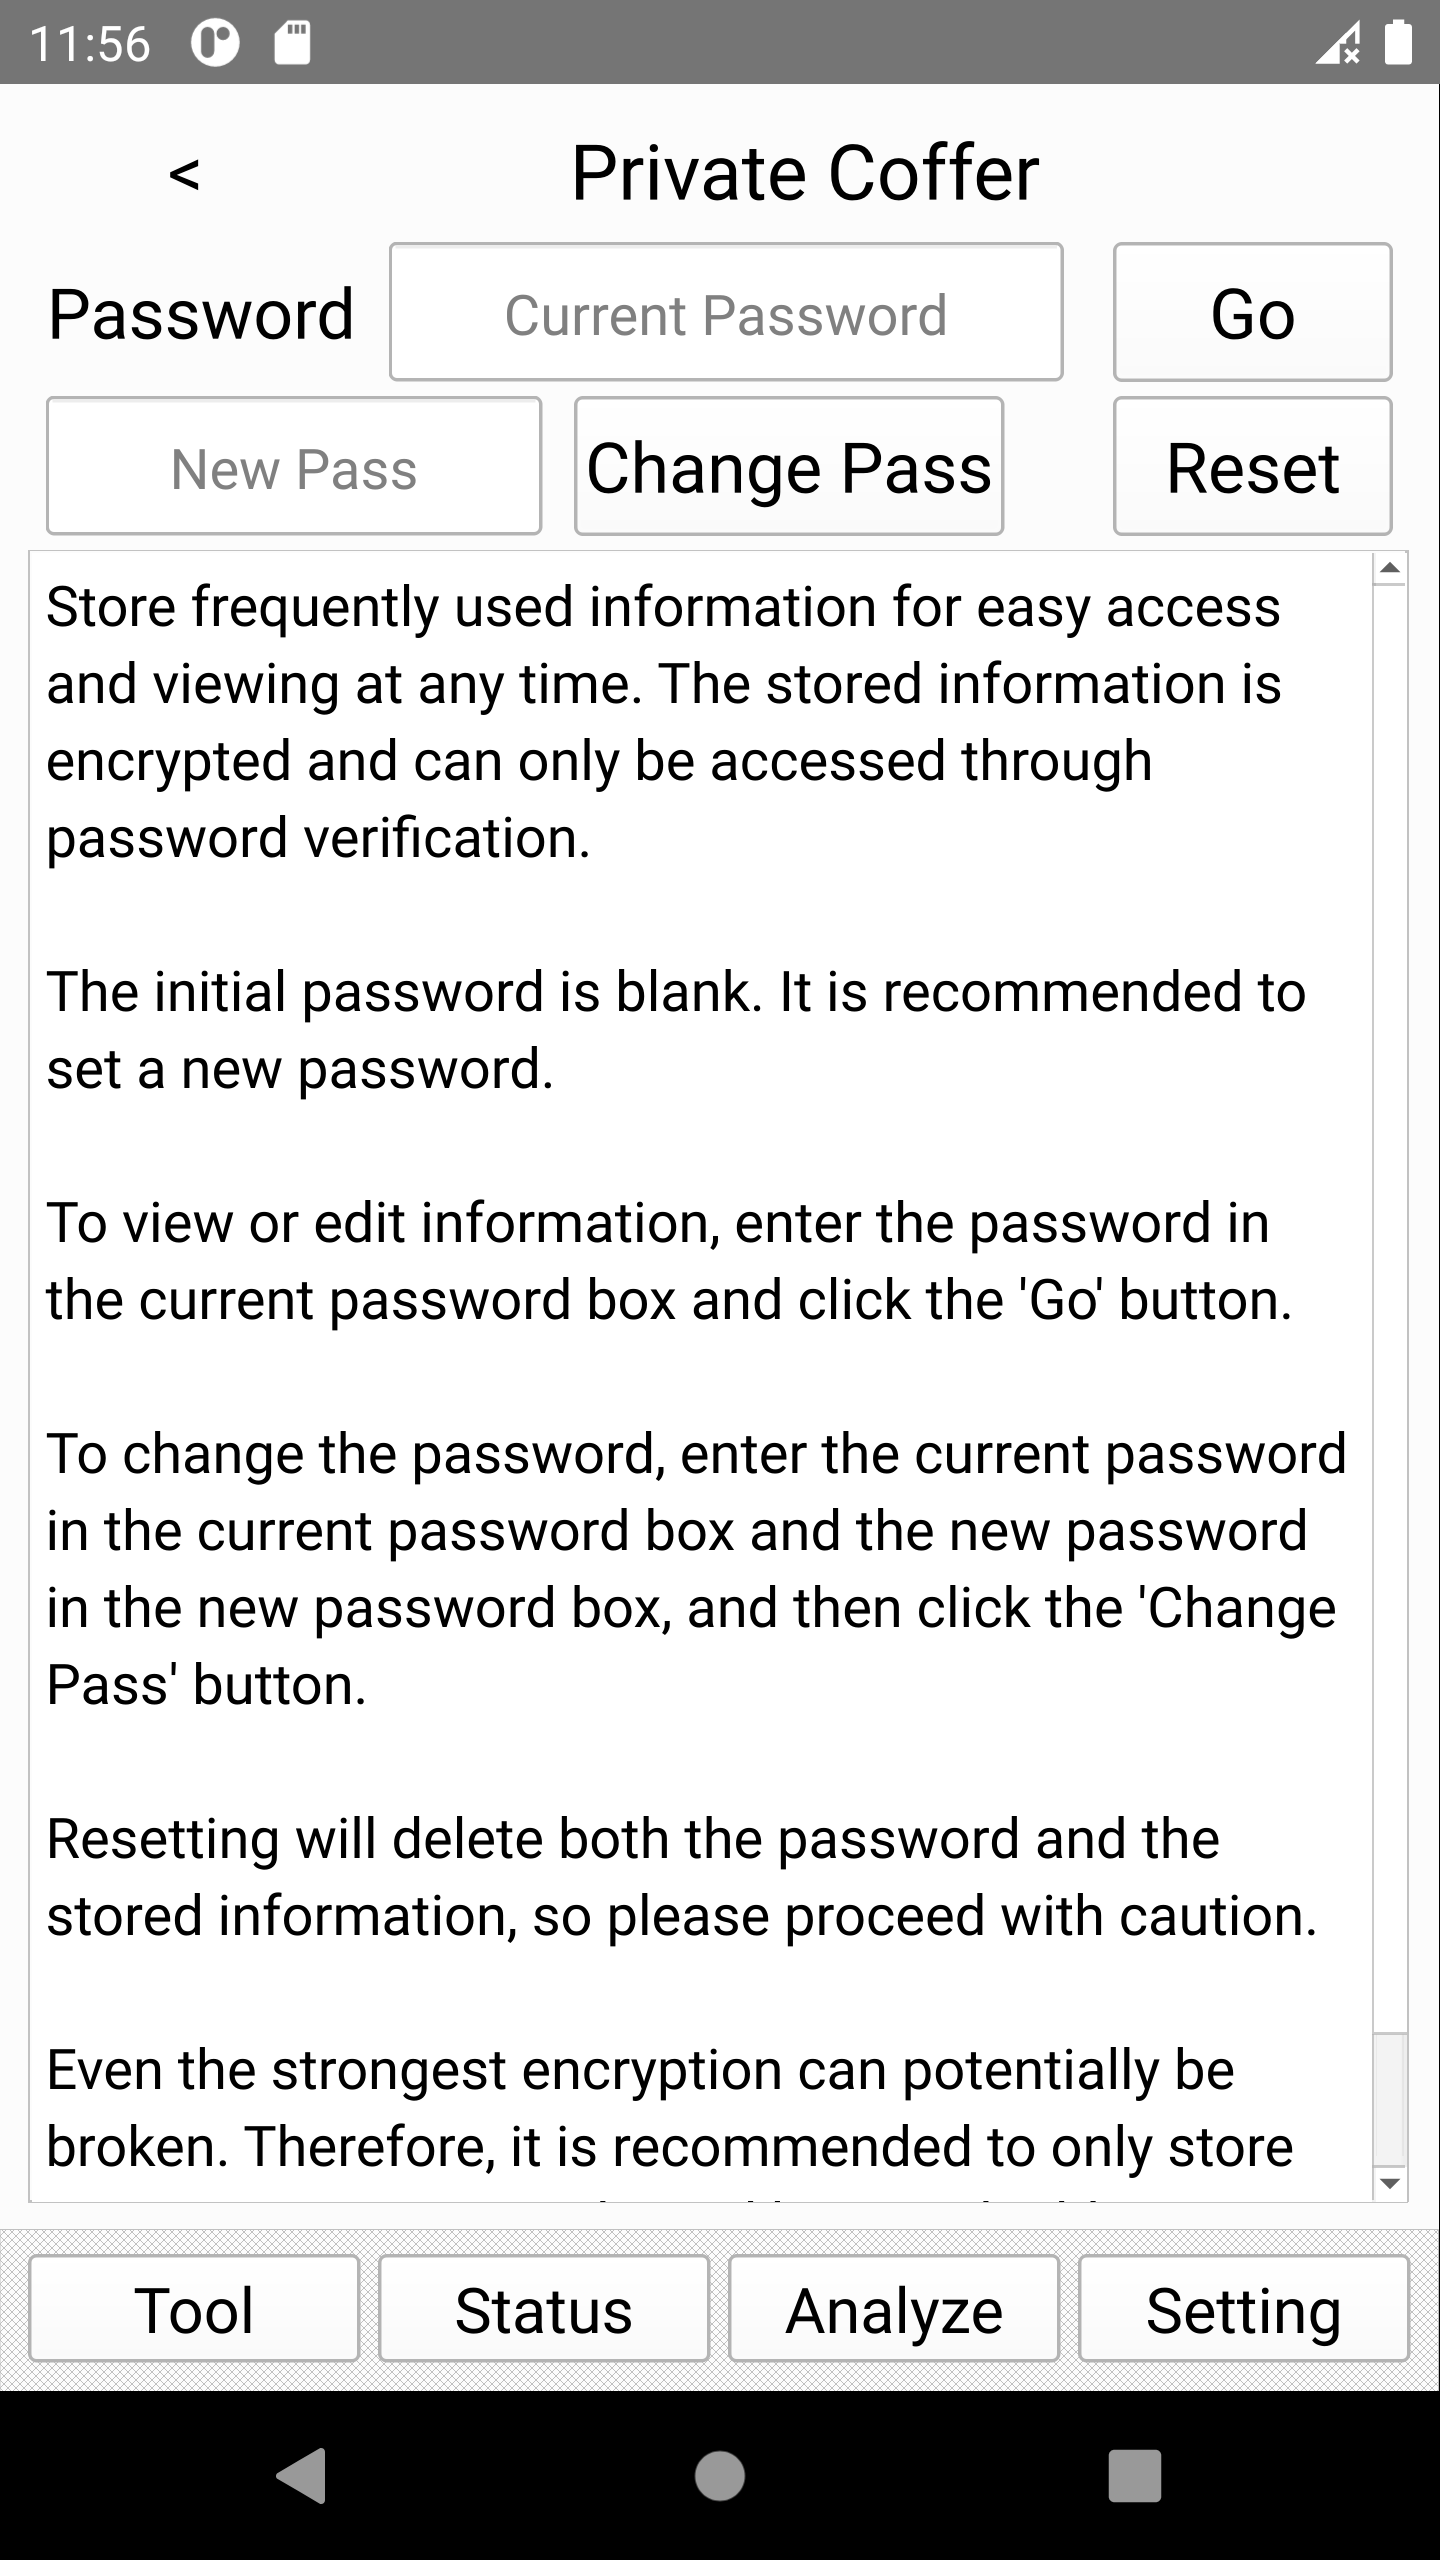 11:56
< Private Coffer
Password Current Password Go
New Pass Change Pass Reset
Store frequently used information for easy access
and viewing at any time. The stored information is
encrypted and can only be accessed through
password verification.
The initial password is blank. It is recommended to
set a new password.
To view or edit information, enter the password in
the current password box and click the 'Go' button.
To change the password, enter the current password
in the current password box and the new password
in the new password box, and then click the 'Change
Pass' button.
Resetting will delete both the password and the
stored information, so please proceed with caution.
Even the strongest encryption can potentially be
broken. Therefore, it is recommended to only store
Tool Status Analyze Setting